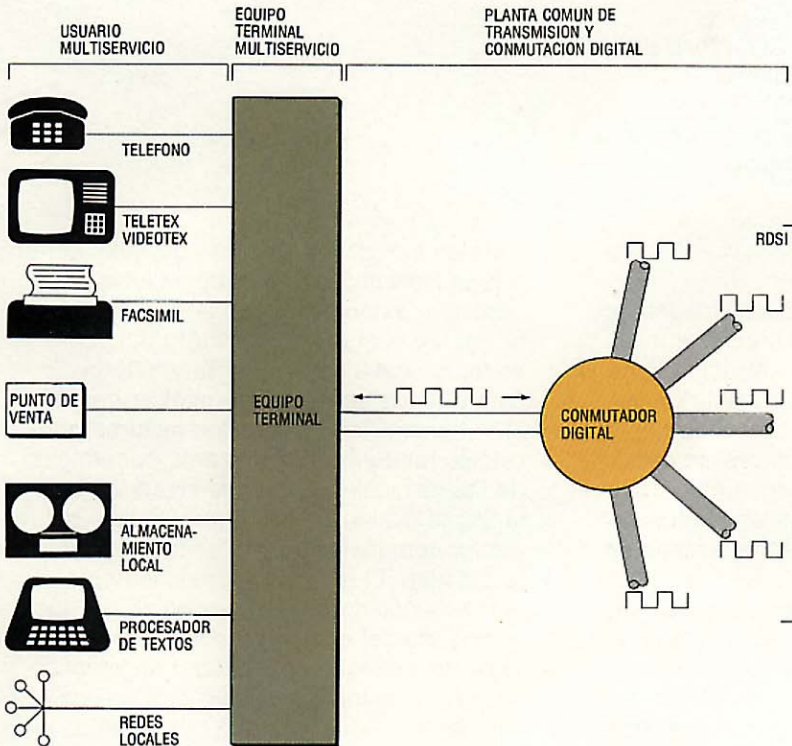 USUARIO
MULTISERVICIO
EQUIPO
TERMINAL
MULTISERVICIO
PLANTA COMUN DE
TRANSMISION Y
CONMUTACION DIGITAL
TELEFONO
TELETEX
VIDEOTEX
FACSIMIL
PUNTO DE
VENTA
ALMACENA-
MIENTO
LOCAL
PROCESADOR
DE TEXTOS
REDES
LOCALES
EQUIPO
TERMINAL
CONMUTADOR
DIGITAL
RDSI